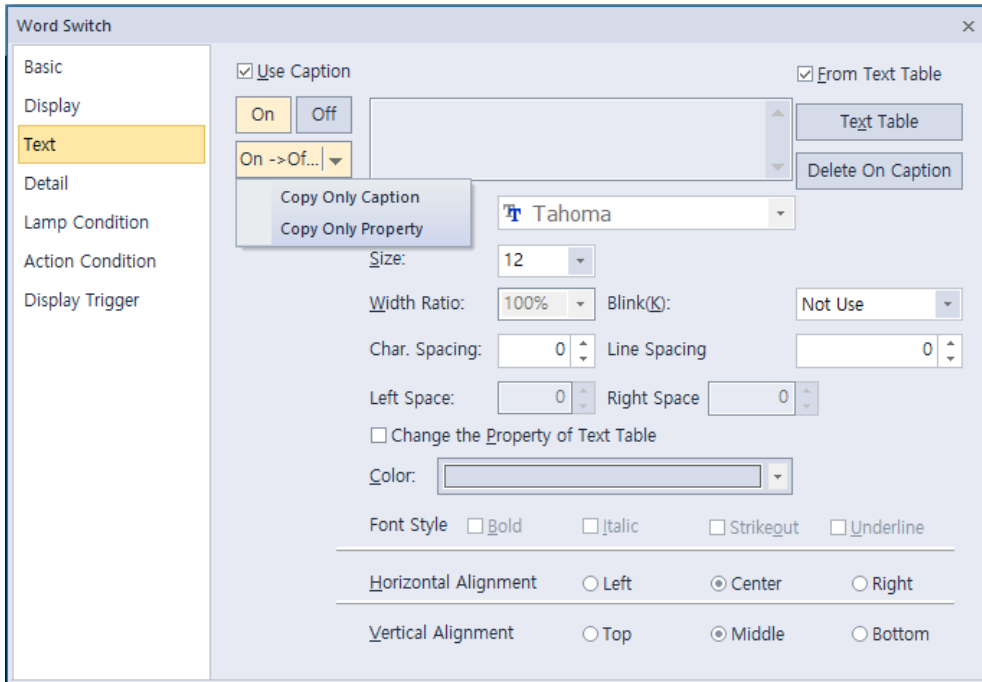 Word Switch
Basic
Display
Text
Detail
Lamp Condition
Action Condition
Display Trigger
Use Caption
From Text Table
On
Off
Text Table
On ->Of...
Delete On Caption
Copy Only Caption
Copy Only Property
Tahoma
Size:
12
Width Ratio:
100%
Blink(K):
Not Use
Char. Spacing:
0
Line Spacing
0
Left Space:
0
Right Space
0
Change the Property of Text Table
Color:
Font Style
Bold
Italic
Strikeout
Underline
Horizontal Alignment
Left
Center
Right
Vertical Alignment
Top
Middle
Bottom